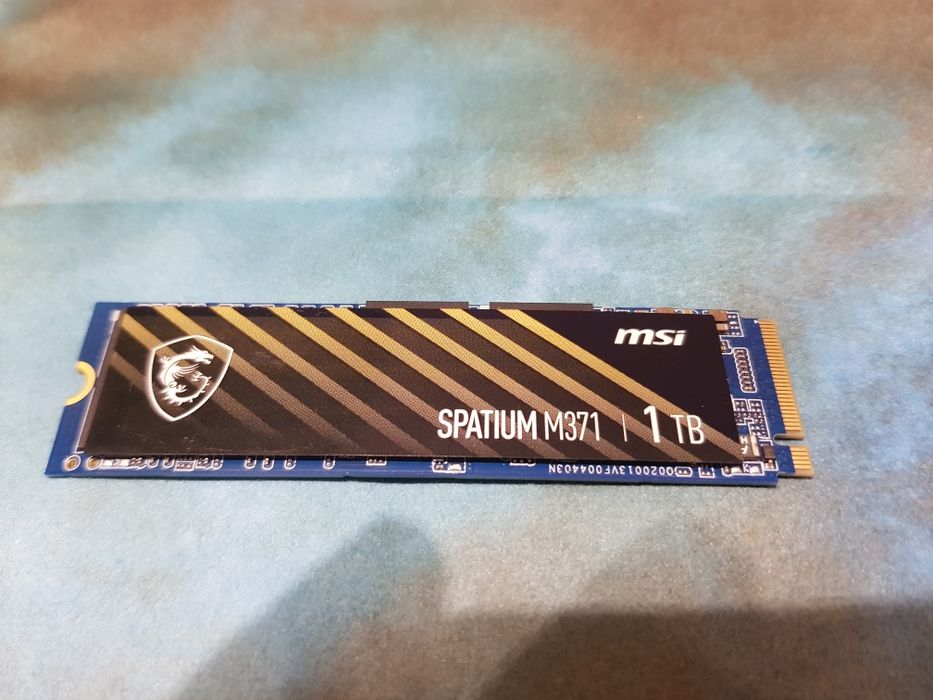 msi
SPATIUM M371 | 1 TB